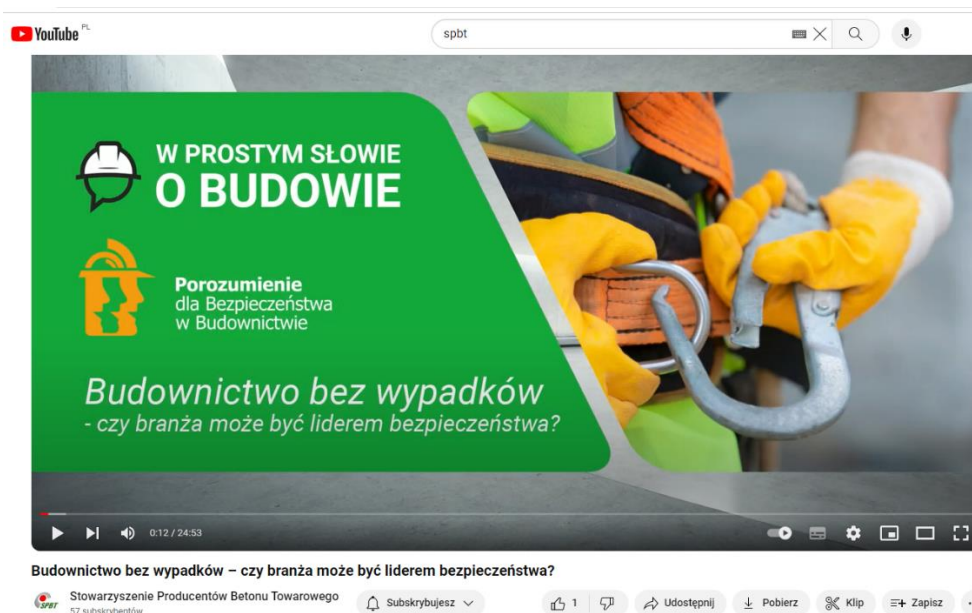 YouTube PL
spbt
W PROSTYM SŁOWIE
O BUDOWIE
Porozumienie
dla Bezpieczeństwa
w Budownictwie
Budownictwo bez wypadków
- czy branża może być liderem bezpieczeństwa?
0:12 / 24:53
Budownictwo bez wypadków – czy branża może być liderem bezpieczeństwa?
SPBT
Stowarzyszenie Producentów Betonu Towarowego
57 subskrybentów
Subskrybujesz
1
Udostępnij
Pobierz
Klip
Zapisz